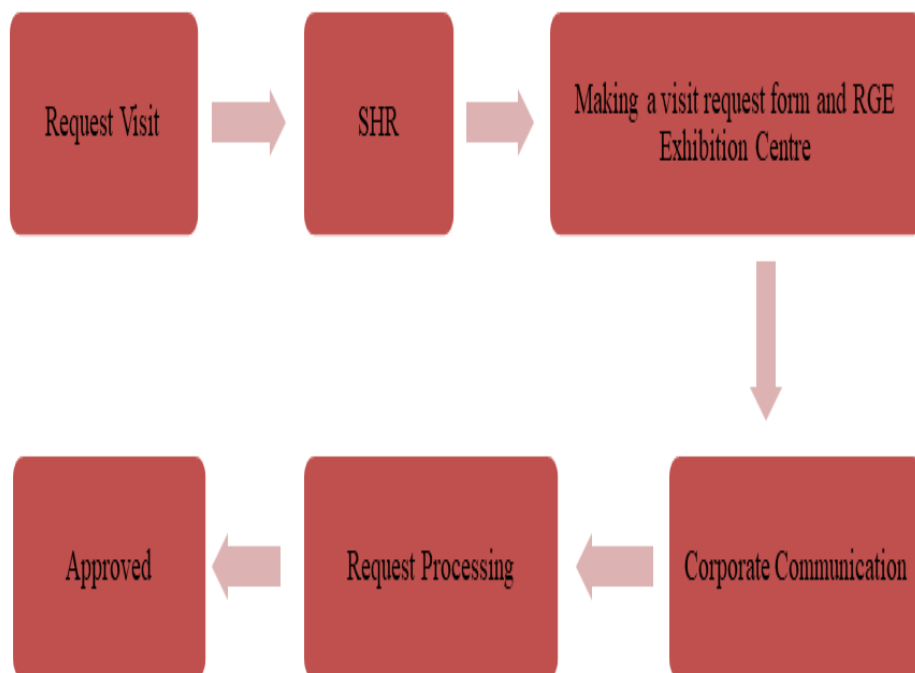 Request Visit
SHR
Making a visit request form and RGE
Exhibition Centre
Corporate Communication
Request Processing
Approved